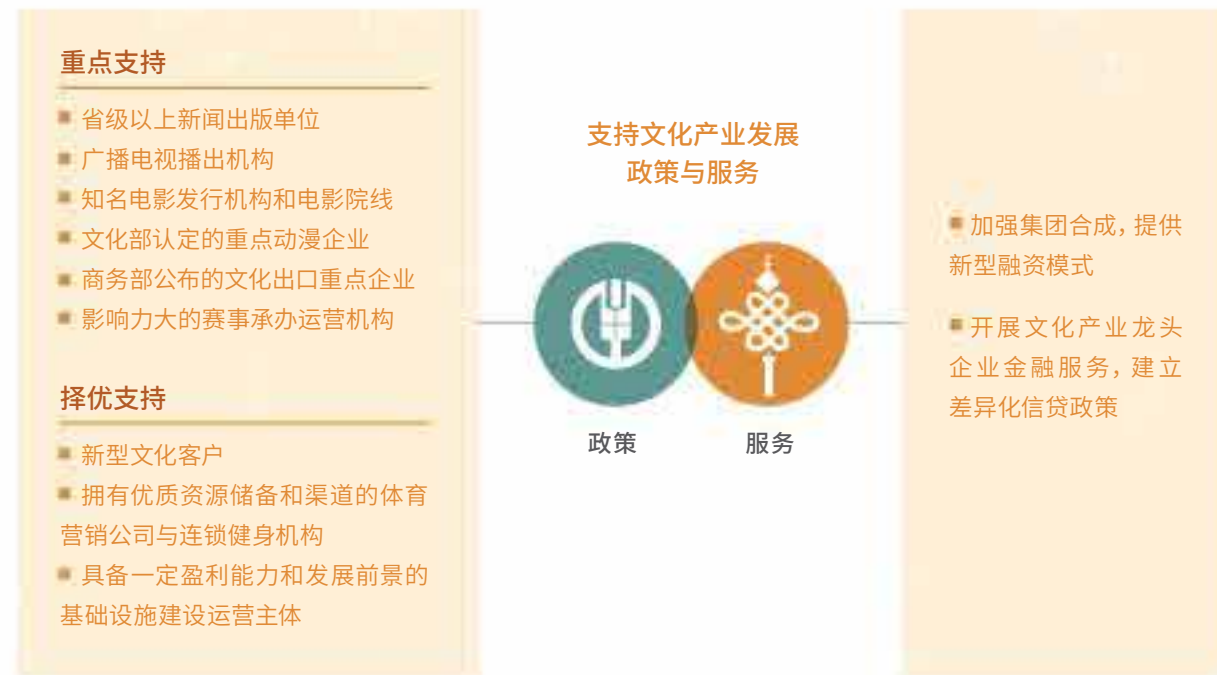 重点支持
省级以上新闻出版单位
广播电视播出机构
知名电影发行机构和电影院线
文化部认定的重点动漫企业
商务部公布的文化出口重点企业
影响力大的赛事承办运营机构
择优支持
新型文化客户
拥有优质资源储备和渠道的体育
营销公司与连锁健身机构
具备一定盈利能力和发展前景的
基础设施建设运营主体
支持文化产业发展
政策与服务
政策
服务
加强集团合成，提供
新型融资模式
开展文化产业龙头
企业金融服务，建立
差异化信贷政策